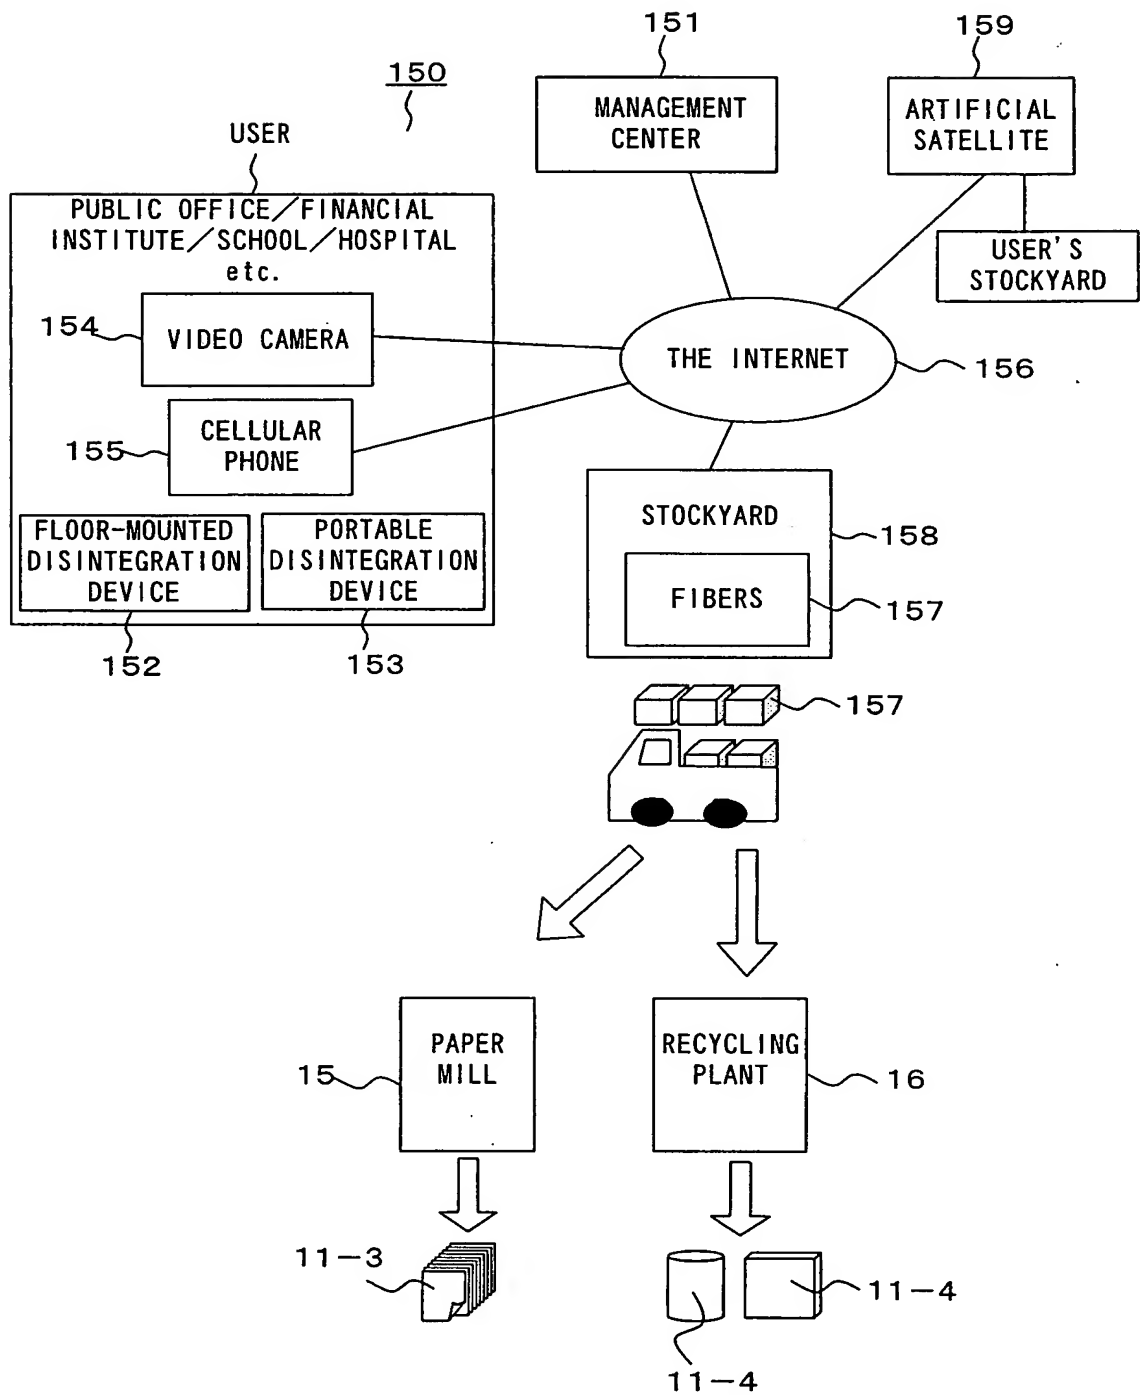 151
159
150
MANAGEMENT
CENTER
ARTIFICIAL
SATELLITE
USER
PUBLIC OFFICE/FINANCIAL
INSTITUTE/SCHOOL/HOSPITAL
etc.
USER'S
STOCKYARD
154
VIDEO CAMERA
THE INTERNET
156
155
CELLULAR
PHONE
STOCKYARD
158
FLOOR-MOUNTED
DISINTEGRATION
DEVICE
PORTABLE
DISINTEGRATION
DEVICE
FIBERS
157
152
153
157
PAPER
MILL
15
RECYCLING
PLANT
16
11-3
11-4
11-4